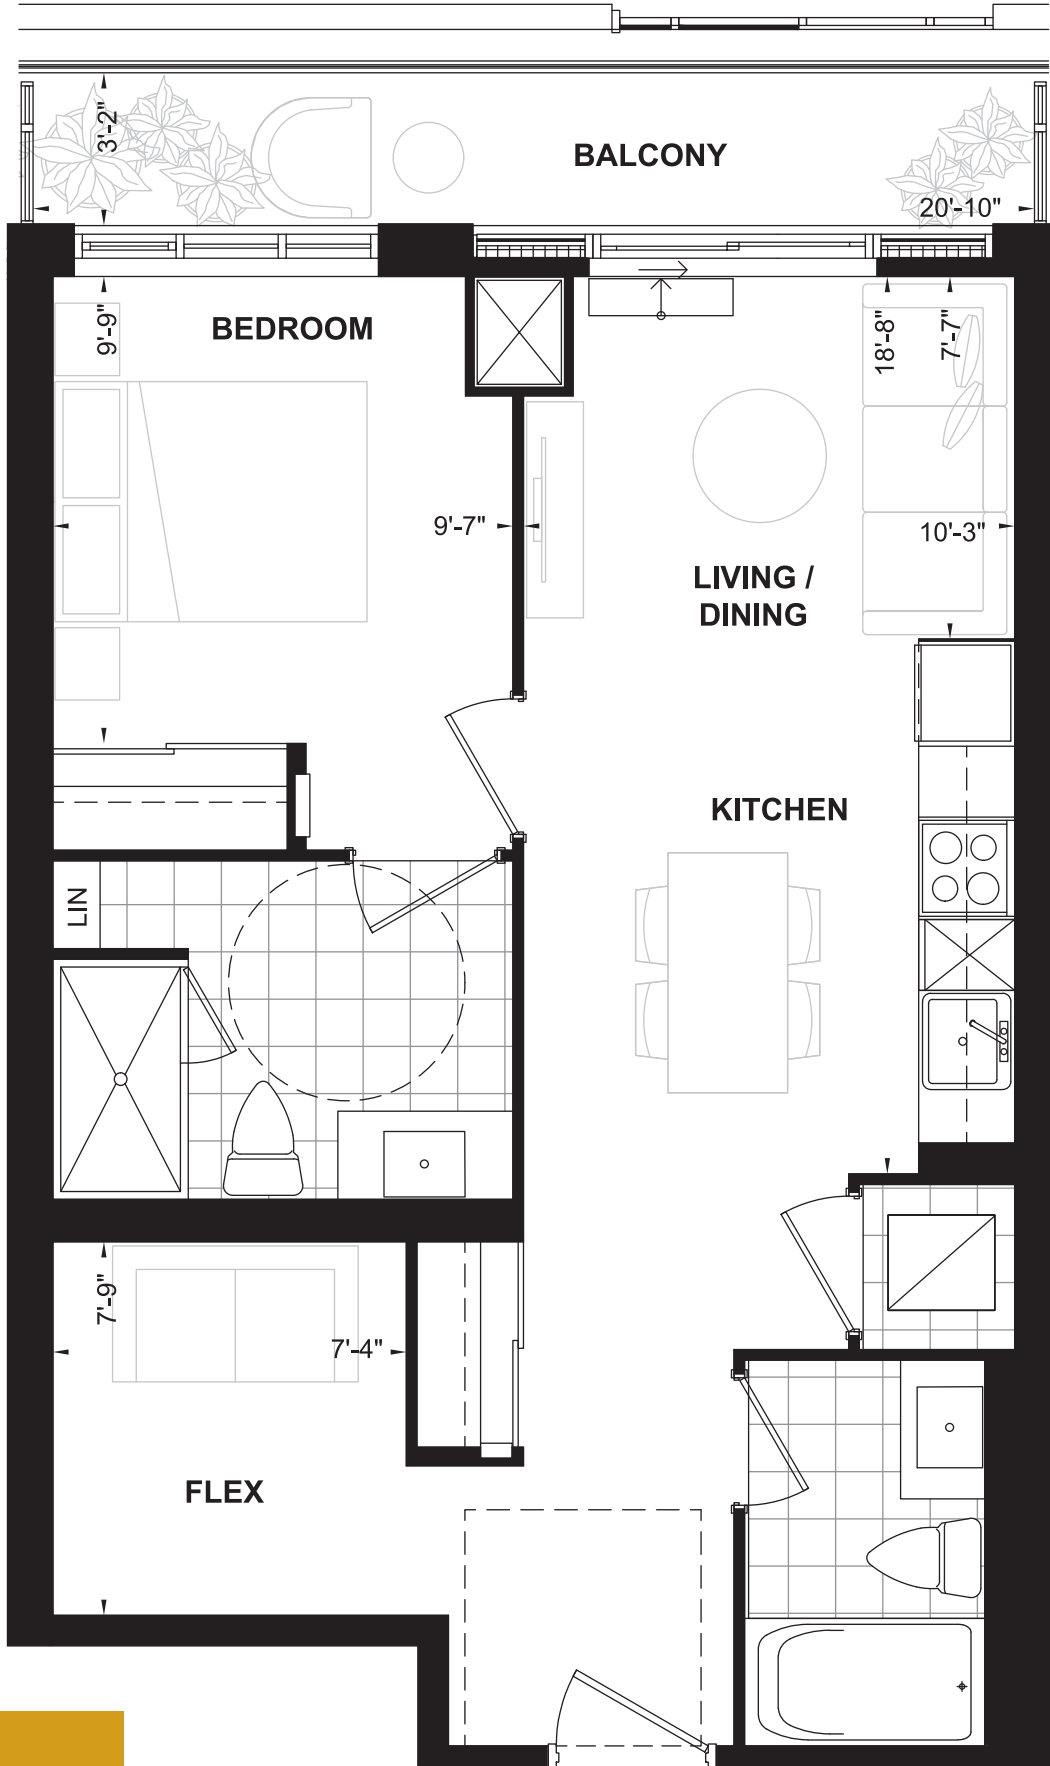 3'-2"
BALCONY
20'-10"
9'-9"
BEDROOM
18'-8"
7'-7"
9'-7"
10'-3"
LIVING /
DINING
KITCHEN
LIN
7'-9"
7'-4"
FLEX